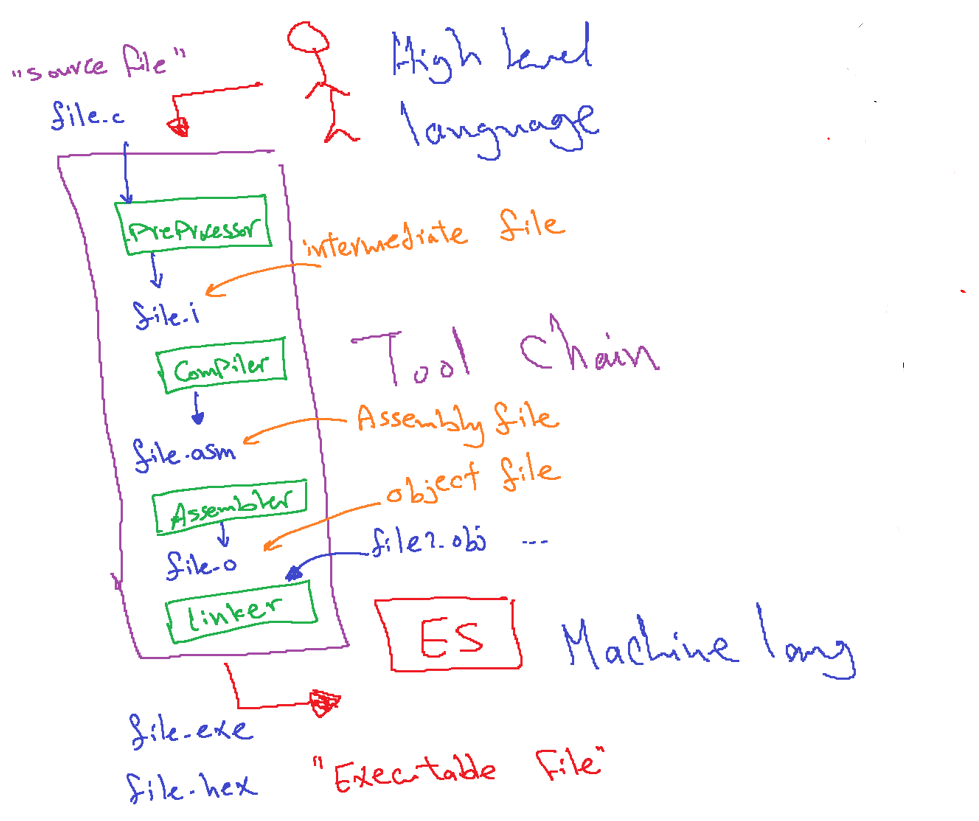 "source file"
High level
language
file.c
PreProcessor
intermediate file
file.i
Tool Chain
Compiler
Assembly file
file.asm
object file
Assembler
file2.obj ---
file.o
Linker
ES
Machine lang
file.exe
"Executable File"
file.hex